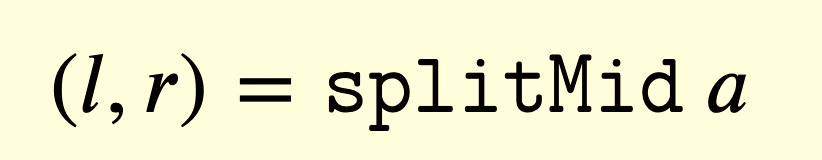 (l, r) = splitMid a